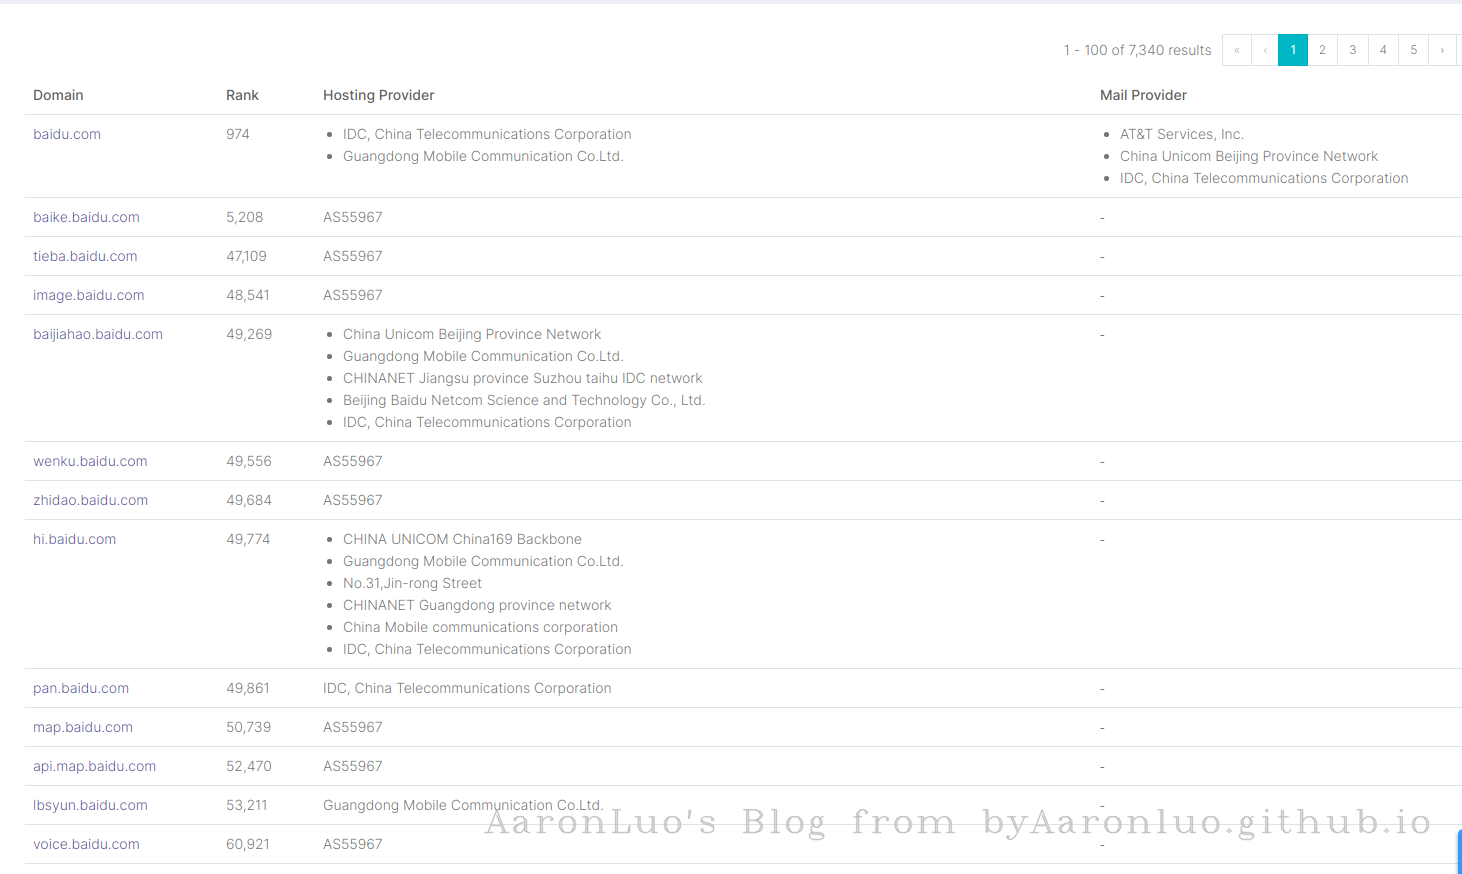 1 - 100 of 7,340 results « ‹ 1 2 3 4 5 ›
Domain Rank Hosting Provider Mail Provider
baidu.com 974 • IDC, China Telecommunications Corporation • AT&T Services, Inc.
• Guangdong Mobile Communication Co.Ltd. • China Unicom Beijing Province Network
• IDC, China Telecommunications Corporation
baike.baidu.com 5,208 AS55967 -
tieba.baidu.com 47,109 AS55967 -
image.baidu.com 48,541 AS55967 -
baijiahao.baidu.com 49,269 • China Unicom Beijing Province Network -
• Guangdong Mobile Communication Co.Ltd.
• CHINANET Jiangsu province Suzhou taihu IDC network
• Beijing Baidu Netcom Science and Technology Co., Ltd.
• IDC, China Telecommunications Corporation
wenku.baidu.com 49,556 AS55967 -
zhidao.baidu.com 49,684 AS55967 -
hi.baidu.com 49,774 • CHINA UNICOM China169 Backbone -
• Guangdong Mobile Communication Co.Ltd.
• No.31,Jin-rong Street
• CHINANET Guangdong province network
• China Mobile communications corporation
• IDC, China Telecommunications Corporation
pan.baidu.com 49,861 IDC, China Telecommunications Corporation -
map.baidu.com 50,739 AS55967 -
api.map.baidu.com 52,470 AS55967 -
lbsyun.baidu.com 53,211 Guangdong Mobile Communication Co.Ltd. -
AaronLuo's Blog from byAaronluo.github.io
voice.baidu.com 60,921 AS55967 -